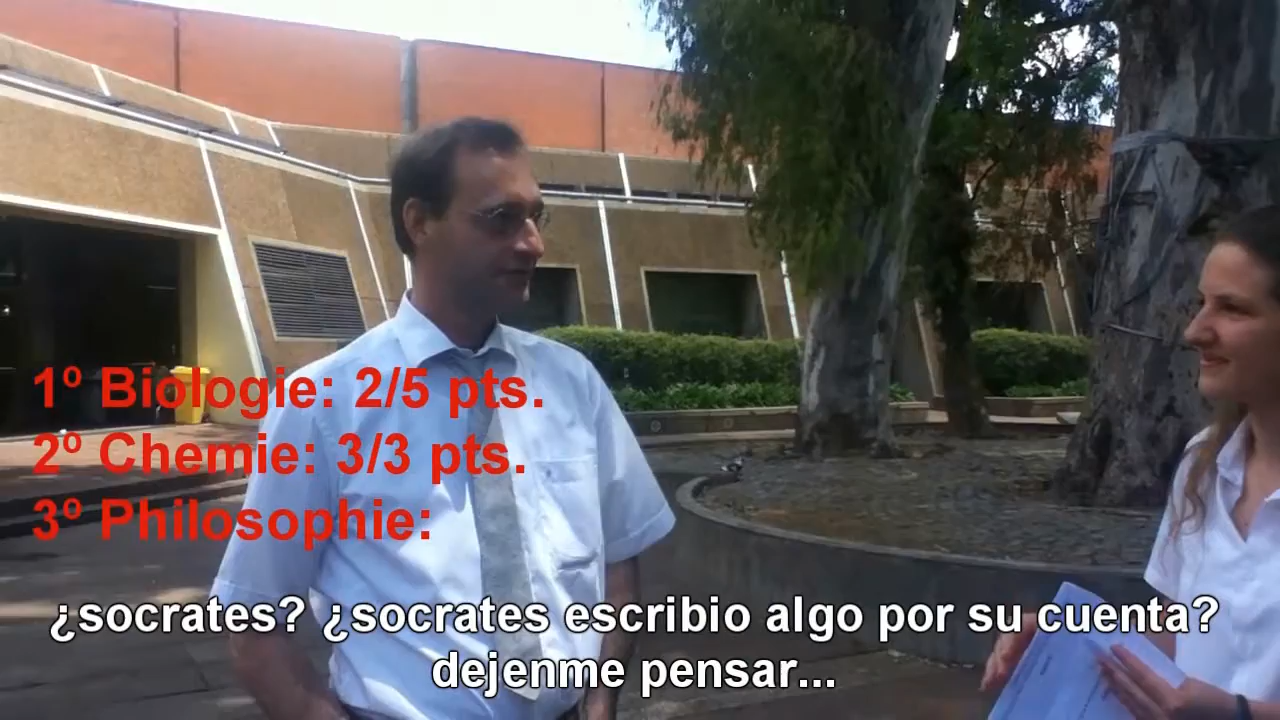 1º Biologie: 2/5 pts.
2º Chemie: 3/3 pts.
3º Philosophie:
¿socrates? ¿socrates escribio algo por su cuenta?
dejenme pensar...